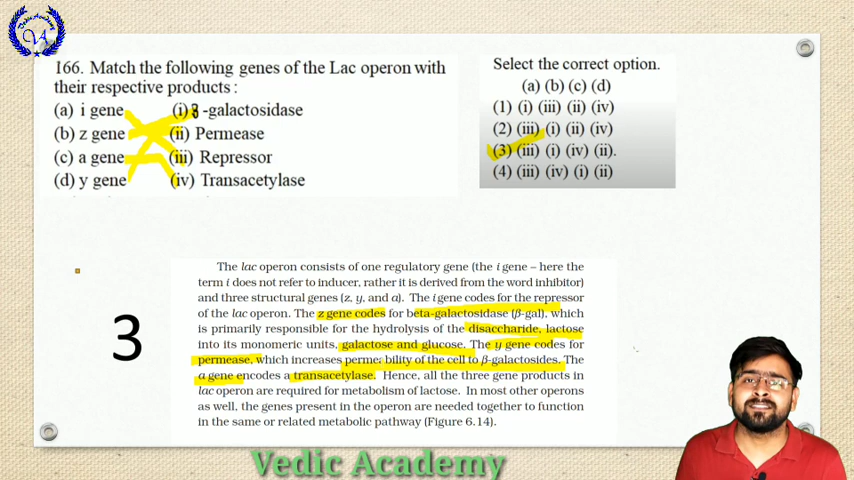 Vedic Academy
VA
166. Match the following genes of the Lac operon with
their respective products :
(a) i gene (i) β -galactosidase
(b) z gene (ii) Permease
(c) a gene (iii) Repressor
(d) y gene (iv) Transacetylase
Select the correct option.
(a) (b) (c) (d)
(1) (i) (iii) (ii) (iv)
(2) (iii) (i) (ii) (iv)
(3) (iii) (i) (iv) (ii).
(4) (iii) (iv) (i) (ii)
3
The lac operon consists of one regulatory gene (the i gene – here the
term i does not refer to inducer, rather it is derived from the word inhibitor)
and three structural genes (z, y, and a). The i gene codes for the repressor
of the lac operon. The z gene codes for beta-galactosidase (β-gal), which
is primarily responsible for the hydrolysis of the disaccharide, lactose
into its monomeric units, galactose and glucose. The y gene codes for
permease, which increases permeability of the cell to β-galactosides. The
a gene encodes a transacetylase. Hence, all the three gene products in
lac operon are required for metabolism of lactose. In most other operons
as well, the genes present in the operon are needed together to function
in the same or related metabolic pathway (Figure 6.14).
Vedic Academy